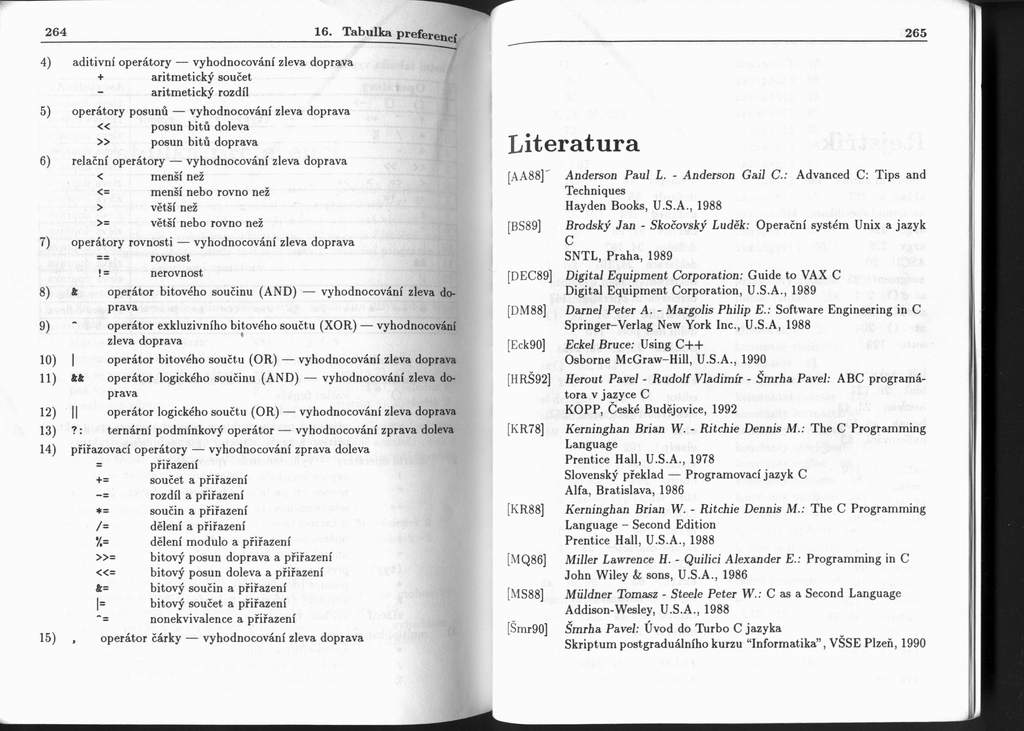 264 16. Tabulka preferencí
4) aditivní operátory — vyhodnocování zleva doprava
+ aritmetický součet
- aritmetický rozdíl
5) operátory posunů — vyhodnocování zleva doprava
<< posun bitů doleva
>> posun bitů doprava
6) relační operátory — vyhodnocování zleva doprava
< menší než
<= menší nebo rovno než
> větší než
>= větší nebo rovno než
7) operátory rovnosti — vyhodnocování zleva doprava
== rovnost
!= nerovnost
8) & operátor bitového součinu (AND) — vyhodnocování zleva do-
prava
9) ^ operátor exkluzivního bitového součtu (XOR) — vyhodnocování
zleva doprava
10) | operátor bitového součtu (OR) — vyhodnocování zleva doprava
11) && operátor logického součinu (AND) — vyhodnocování zleva do-
prava
12) || operátor logického součtu (OR) — vyhodnocování zleva doprava
13) ?: ternární podmínkový operátor — vyhodnocování zprava doleva
14) přiřazovací operátory — vyhodnocování zprava doleva
= přiřazení
+= součet a přiřazení
-= rozdíl a přiřazení
*= součin a přiřazení
/= dělení a přiřazení
%= dělení modulo a přiřazení
>>= bitový posun doprava a přiřazení
<<= bitový posun doleva a přiřazení
&= bitový součin a přiřazení
|= bitový součet a přiřazení
^= nonekvivalence a přiřazení
15) , operátor čárky — vyhodnocování zleva doprava
265
Literatura
[AA88] Anderson Paul L. - Anderson Gail C.: Advanced C: Tips and
Techniques
Hayden Books, U.S.A., 1988
[BS89] Brodský Jan - Skočovský Luděk: Operační systém Unix a jazyk
C
SNTL, Praha, 1989
[DEC89] Digital Equipment Corporation: Guide to VAX C
Digital Equipment Corporation, U.S.A., 1989
[DM88] Darnel Peter A. - Margolis Philip E.: Software Engineering in C
Springer-Verlag New York Inc., U.S.A, 1988
[Eck90] Eckel Bruce: Using C++
Osborne McGraw-Hill, U.S.A., 1990
[HRŠ92] Herout Pavel - Rudolf Vladimír - Šmrha Pavel: ABC programá-
tora v jazyce C
KOPP, České Budějovice, 1992
[KR78] Kerninghan Brian W. - Ritchie Dennis M.: The C Programming
Language
Prentice Hall, U.S.A., 1978
Slovenský překlad — Programovací jazyk C
Alfa, Bratislava, 1986
[KR88] Kerninghan Brian W. - Ritchie Dennis M.: The C Programming
Language – Second Edition
Prentice Hall, U.S.A., 1988
[MQ86] Miller Lawrence H. - Quilici Alexander E.: Programming in C
John Wiley & sons, U.S.A., 1986
[MS88] Müldner Tomasz - Steele Peter W.: C as a Second Language
Addison-Wesley, U.S.A., 1988
[Šmr90] Šmrha Pavel: Úvod do Turbo C jazyka
Skriptum postgraduálního kurzu “Informatika”, VŠSE Plzeň, 1990